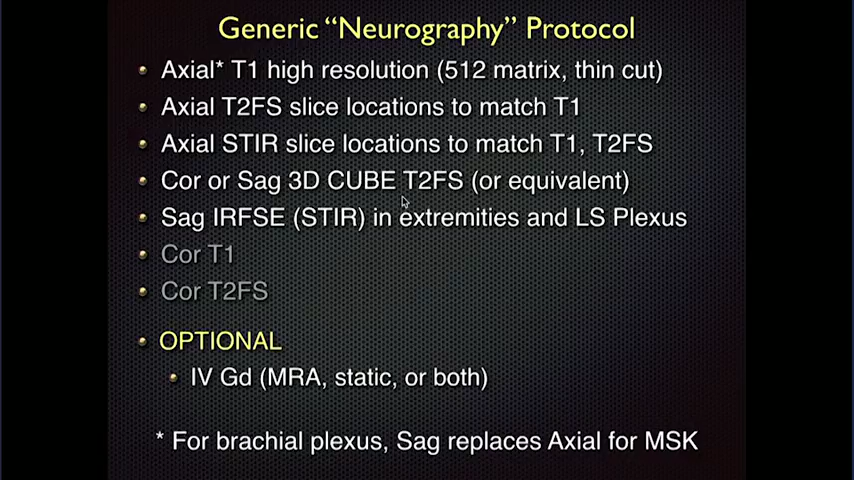 Generic “Neurography” Protocol
Axial* T1 high resolution (512 matrix, thin cut)
Axial T2FS slice locations to match T1
Axial STIR slice locations to match T1, T2FS
Cor or Sag 3D CUBE T2FS (or equivalent)
Sag IRFSE (STIR) in extremities and LS Plexus
Cor T1
Cor T2FS
OPTIONAL
IV Gd (MRA, static, or both)
* For brachial plexus, Sag replaces Axial for MSK